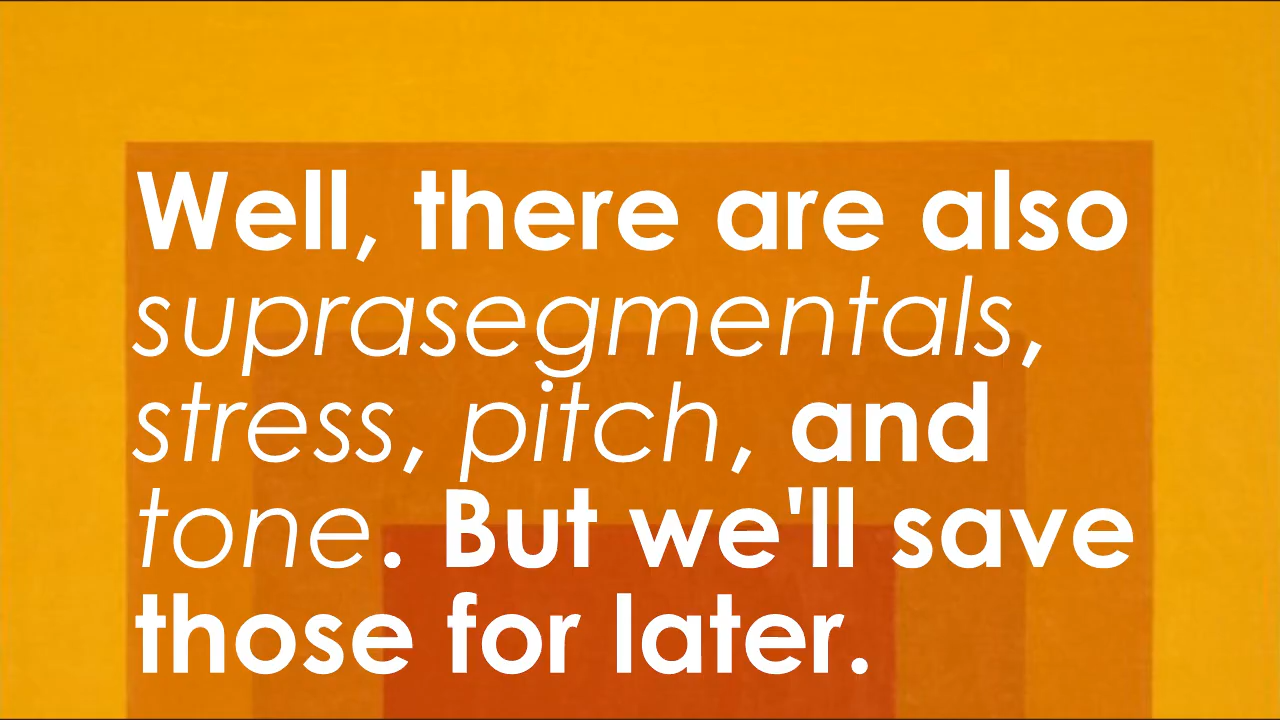 Well, there are also
suprasegmentals,
stress, pitch, and
tone. But we'll save
those for later.